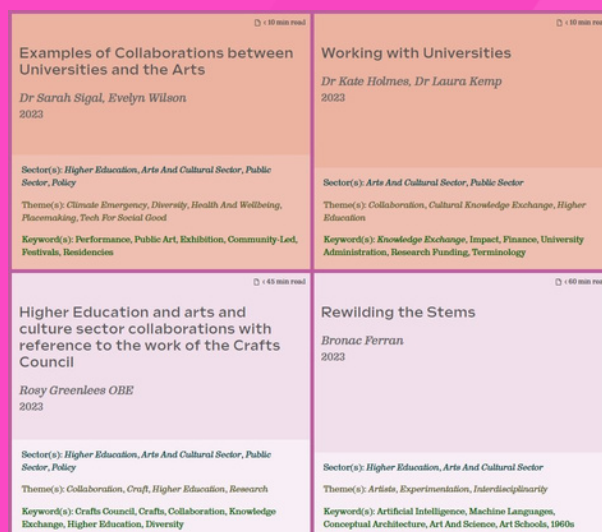 < 10 min read
Examples of Collaborations between
Universities and the Arts
Dr Sarah Sigal, Evelyn Wilson
2023
Sector(s): Higher Education, Arts And Cultural Sector, Public
Sector, Policy
Theme(s): Climate Emergency, Diversity, Health And Wellbeing,
Placemaking, Tech For Social Good
Keyword(s): Performance, Public Art, Exhibition, Community-Led,
Festivals, Residencies
< 10 min rea
Working with Universities
Dr Kate Holmes, Dr Laura Kemp
2023
Sector(s): Arts And Cultural Sector, Public Sector
Theme(s): Collaboration, Cultural Knowledge Exchange, Higher
Education
Keyword(s): Knowledge Exchange, Impact, Finance, University
Administration, Research Funding, Terminology
< 45 min read
Higher Education and arts and
culture sector collaborations with
reference to the work of the Crafts
Council
Rosy Greenlees OBE
2023
Sector(s): Higher Education, Arts And Cultural Sector, Public
Sector, Policy
Theme(s): Collaboration, Craft, Higher Education, Research
Keyword(s): Crafts Council, Crafts, Collaboration, Knowledge
Exchange, Higher Education, Diversity
< 60 min rea
Rewilding the Stems
Bronac Ferran
2023
Sector(s): Higher Education, Arts And Cultural Sector
Theme(s): Artists, Experimentation, Interdisciplinarity
Keyword(s): Artificial Intelligence, Machine Languages,
Conceptual Architecture, Art And Science, Art Schools, 1960s